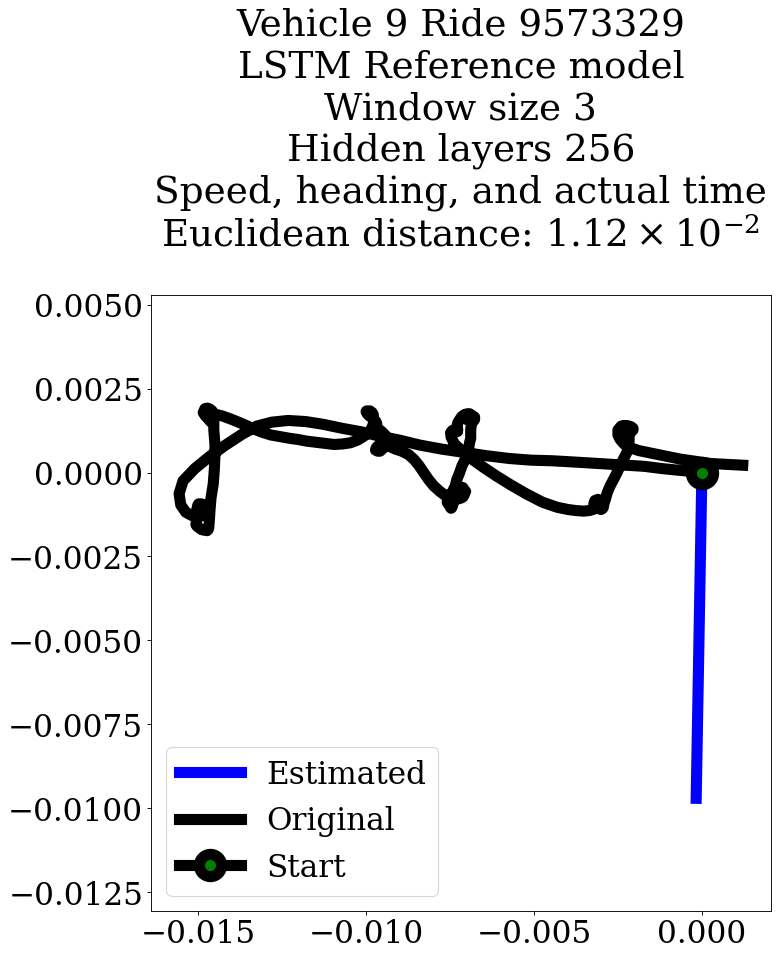 Vehicle 9 Ride 9573329
LSTM Reference model
Window size 3
Hidden layers 256
Speed, heading, and actual time
Euclidean distance: 1.12 × 10⁻²
0.0050
0.0025
0.0000
−0.0025
−0.0050
−0.0075
−0.0100
−0.0125
Estimated
Original
Start
−0.015 −0.010 −0.005 0.000